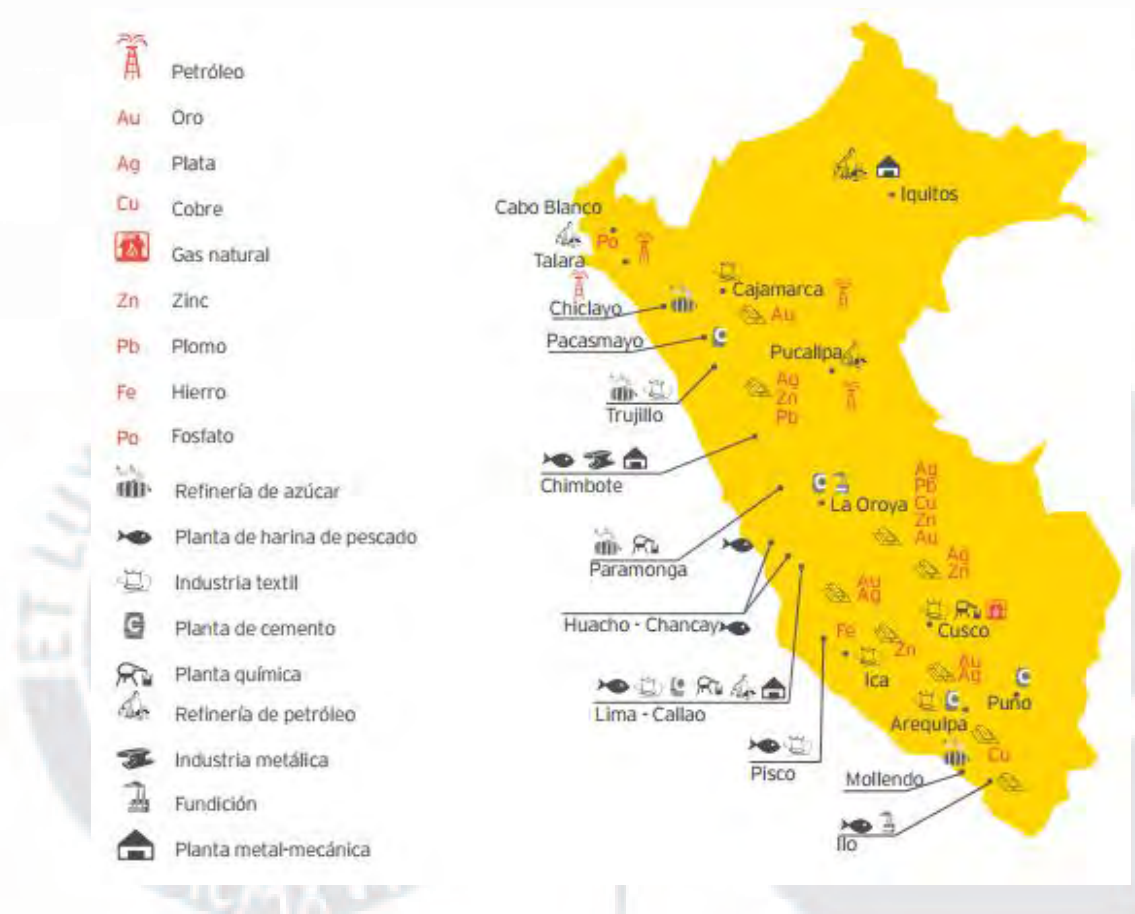 Petróleo
Au Oro
Ag Plata
Cu Cobre
Gas natural
Zn Zinc
Pb Plomo
Fe Hierro
Po Fosfato
Refinería de azúcar
Planta de harina de pescado
Industria textil
Planta de cemento
Planta química
Refinería de petróleo
Industria metálica
Fundición
Planta metal-mecánica
Iquitos
Cabo Blanco
Po
Talara
Cajamarca
Chiclayo
Au
Pacasmayo
Pucallpa
Ag
Zn
Pb
Trujillo
Chimbote
Ag
Pb
Cu
Zn
Au
La Oroya
Ag
Zn
Paramonga
Au
Ag
Huacho - Chancay
Cusco
Fe
Zn
Ica
Au
Ag
Puno
Lima - Callao
Arequipa
Pisco
Cu
Mollendo
Ilo
ET LU